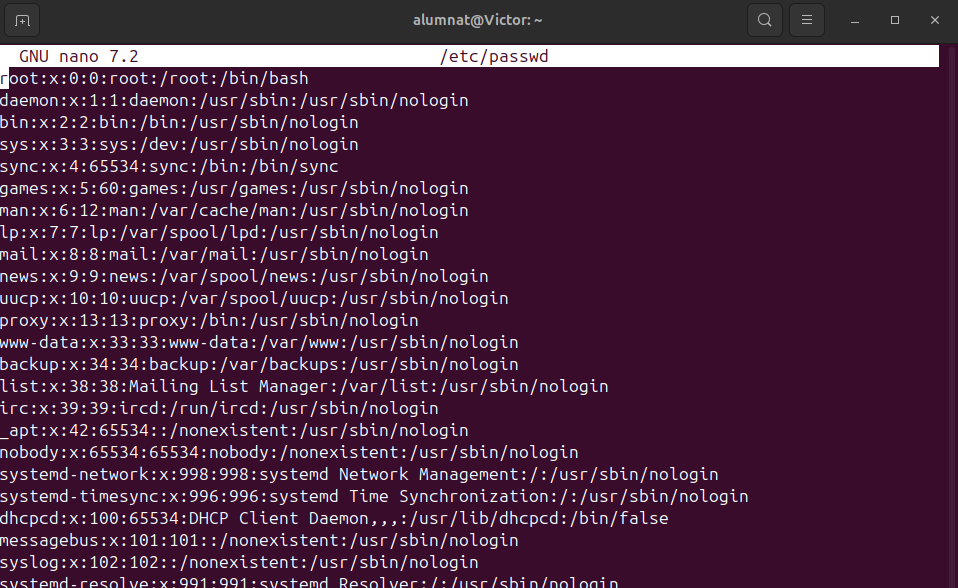 alumnat@Victor: ~
GNU nano 7.2 /etc/passwd
root:x:0:0:root:/root:/bin/bash
daemon:x:1:1:daemon:/usr/sbin:/usr/sbin/nologin
bin:x:2:2:bin:/bin:/usr/sbin/nologin
sys:x:3:3:sys:/dev:/usr/sbin/nologin
sync:x:4:65534:sync:/bin:/bin/sync
games:x:5:60:games:/usr/games:/usr/sbin/nologin
man:x:6:12:man:/var/cache/man:/usr/sbin/nologin
lp:x:7:7:lp:/var/spool/lpd:/usr/sbin/nologin
mail:x:8:8:mail:/var/mail:/usr/sbin/nologin
news:x:9:9:news:/var/spool/news:/usr/sbin/nologin
uucp:x:10:10:uucp:/var/spool/uucp:/usr/sbin/nologin
proxy:x:13:13:proxy:/bin:/usr/sbin/nologin
www-data:x:33:33:www-data:/var/www:/usr/sbin/nologin
backup:x:34:34:backup:/var/backups:/usr/sbin/nologin
list:x:38:38:Mailing List Manager:/var/list:/usr/sbin/nologin
irc:x:39:39:ircd:/run/ircd:/usr/sbin/nologin
_apt:x:42:65534::/nonexistent:/usr/sbin/nologin
nobody:x:65534:65534:nobody:/nonexistent:/usr/sbin/nologin
systemd-network:x:998:998:systemd Network Management:/:/usr/sbin/nologin
systemd-timesync:x:996:996:systemd Time Synchronization:/:/usr/sbin/nologin
dhcpcd:x:100:65534:DHCP Client Daemon,,,:/usr/lib/dhcpcd:/bin/false
messagebus:x:101:101::/nonexistent:/usr/sbin/nologin
syslog:x:102:102::/nonexistent:/usr/sbin/nologin
systemd-resolve:x:991:991:systemd Resolver:/:/usr/sbin/nologin